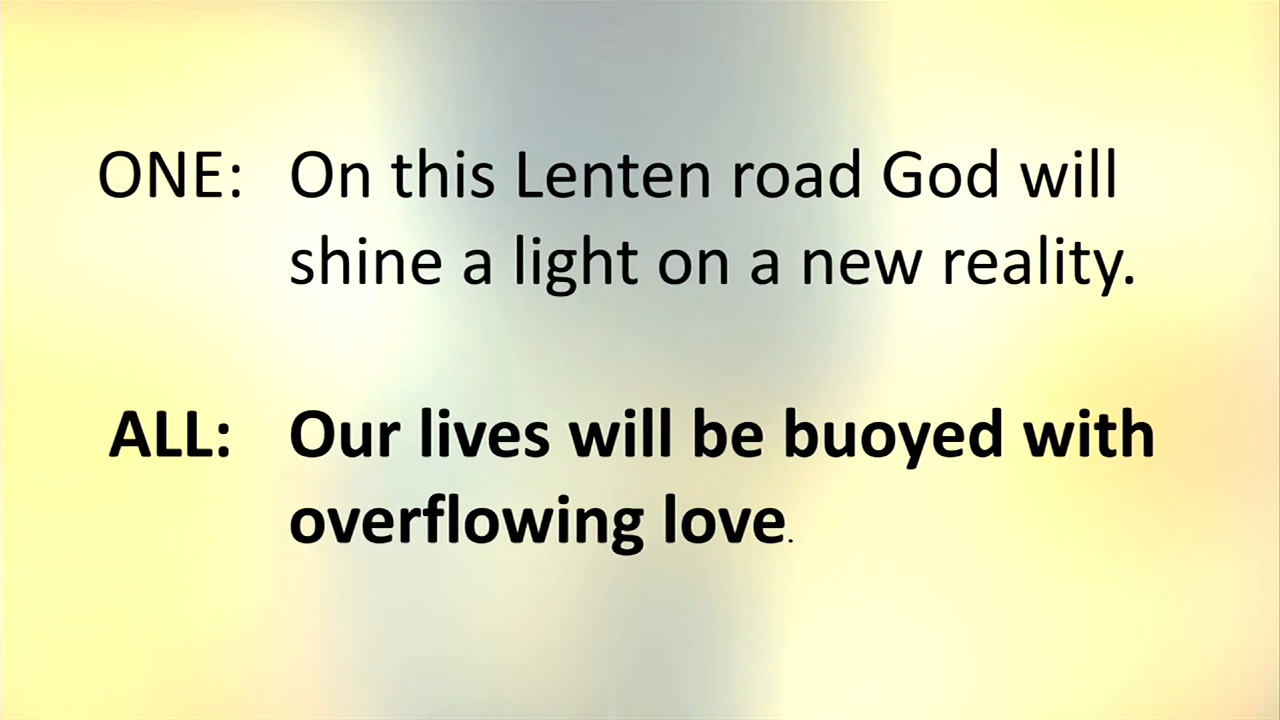 ONE: On this Lenten road God will
shine a light on a new reality.
ALL: Our lives will be buoyed with
overflowing love.